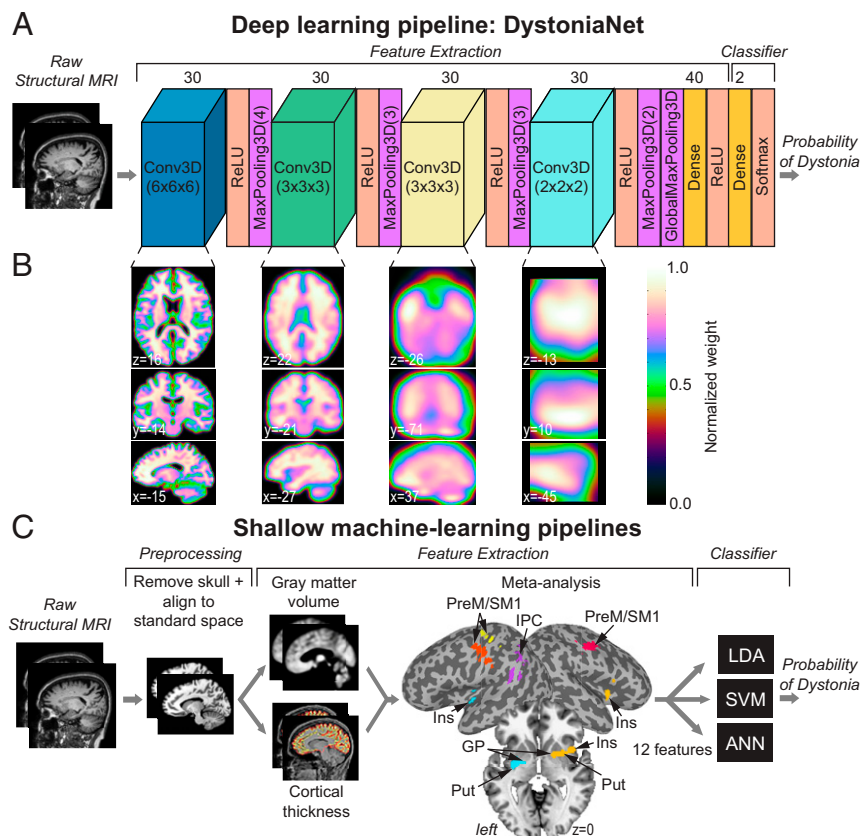 A
Deep learning pipeline: DystoniaNet
Feature Extraction
Classifier
Raw
Structural MRI
30
30
30
30
40
2
Conv3D
(6x6x6)
ReLU
MaxPooling3D(4)
Conv3D
(3x3x3)
ReLU
MaxPooling3D(3)
Conv3D
(3x3x3)
ReLU
MaxPooling3D(3)
Conv3D
(2x2x2)
ReLU
MaxPooling3D(2)
GlobalMaxPooling3D
Dense
ReLU
Dense
Softmax
Probability
of Dystonia
B
z=16
z=22
z=-26
z=-13
y=-14
y=-21
y=-71
y=10
x=-15
x=-27
x=37
x=-45
1.0
0.5
0.0
Normalized weight
C
Shallow machine-learning pipelines
Preprocessing
Feature Extraction
Classifier
Raw
Structural MRI
Remove skull +
align to
standard space
Gray matter
volume
Cortical
thickness
Meta-analysis
PreM/SM1
IPC
PreM/SM1
Ins
Ins
GP
Ins
Put
Put
left
z=0
12 features
LDA
SVM
ANN
Probability
of Dystonia